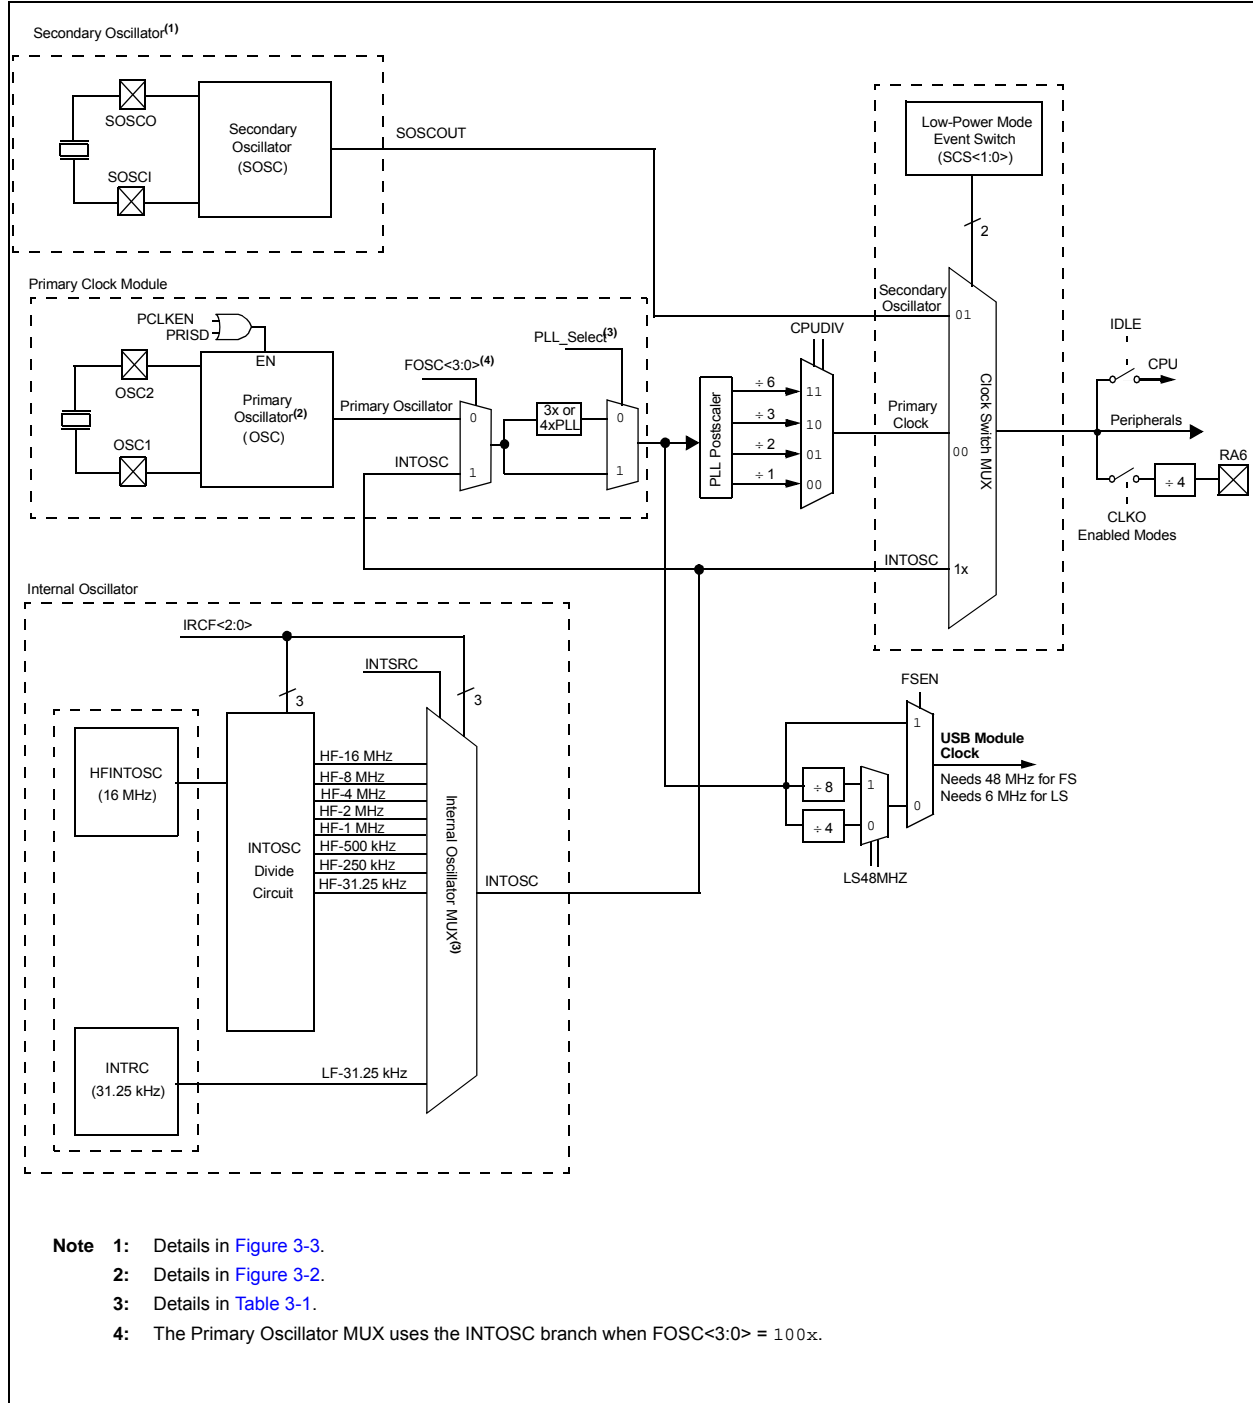 Secondary Oscillator(1)
SOSCO
SOSCI
Secondary
Oscillator
(SOSC)
SOSCOUT
Low-Power Mode
Event Switch
(SCS<1:0>)
2
Primary Clock Module
PCLKEN
PRISD
EN
OSC2
OSC1
Primary
Oscillator(2)
(OSC)
Primary Oscillator
INTOSC
FOSC<3:0>(4)
0
1
PLL_Select(3)
3x or
4xPLL
0
1
PLL Postscaler
÷ 6
÷ 3
÷ 2
÷ 1
CPUDIV
11
10
01
00
Secondary
Oscillator
01
Primary
Clock
00
INTOSC
1x
Clock Switch MUX
IDLE
CPU
Peripherals
RA6
÷ 4
CLKO
Enabled Modes
Internal Oscillator
IRCF<2:0>
INTSRC
3
3
HFINTOSC
(16 MHz)
INTOSC
Divide
Circuit
HF-16 MHz
HF-8 MHz
HF-4 MHz
HF-2 MHz
HF-1 MHz
HF-500 kHz
HF-250 kHz
HF-31.25 kHz
Internal Oscillator MUX(3)
INTOSC
INTRC
(31.25 kHz)
LF-31.25 kHz
FSEN
1
0
÷ 8
÷ 4
1
0
LS48MHZ
USB Module
Clock
Needs 48 MHz for FS
Needs 6 MHz for LS
Note 1: Details in Figure 3-3.
2: Details in Figure 3-2.
3: Details in Table 3-1.
4: The Primary Oscillator MUX uses the INTOSC branch when FOSC<3:0> = 100x.